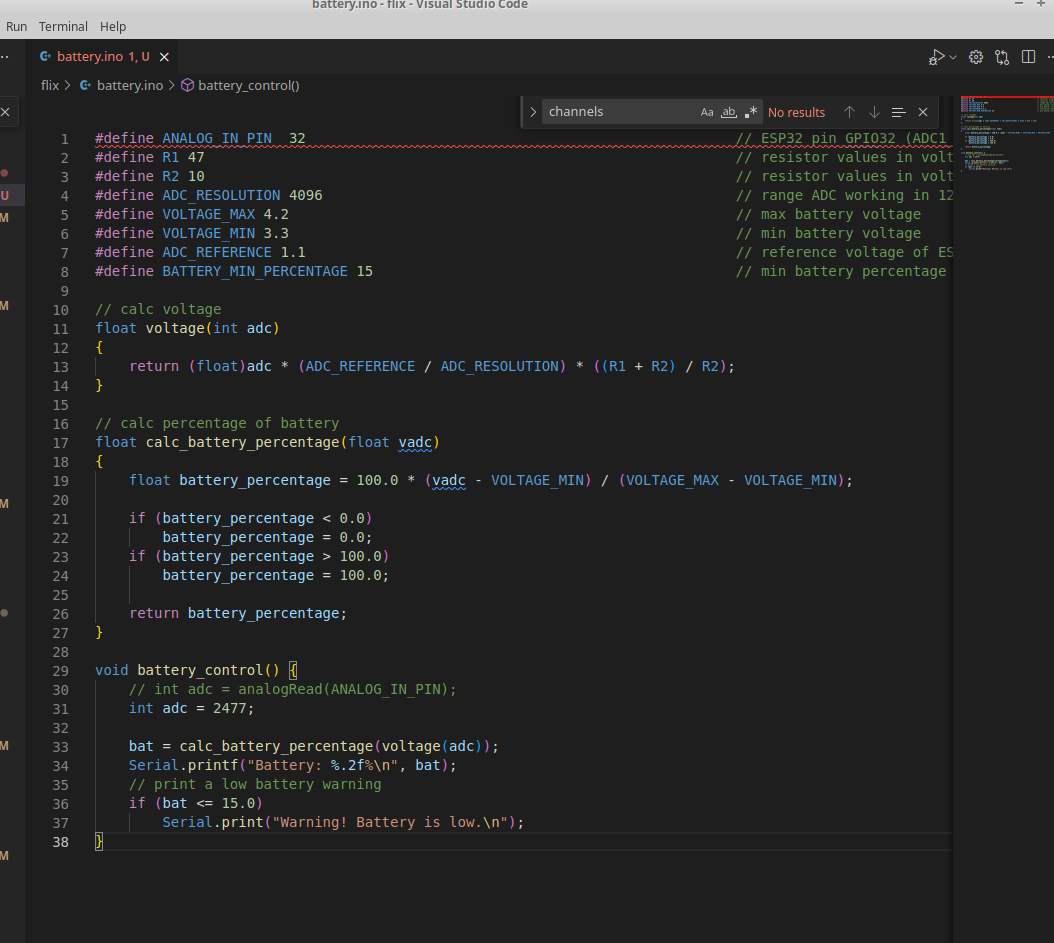 battery.ino - flix - Visual Studio Code
Run Terminal Help
battery.ino 1, U
flix > battery.ino > battery_control()
channels Aa ab No results
1 #define ANALOG_IN_PIN 32 // ESP32 pin GPIO32 (ADC1
2 #define R1 47 // resistor values in volt
3 #define R2 10 // resistor values in volt
4 #define ADC_RESOLUTION 4096 // range ADC working in 12
5 #define VOLTAGE_MAX 4.2 // max battery voltage
6 #define VOLTAGE_MIN 3.3 // min battery voltage
7 #define ADC_REFERENCE 1.1 // reference voltage of ES
8 #define BATTERY_MIN_PERCENTAGE 15 // min battery percentage
9
10 // calc voltage
11 float voltage(int adc)
12 {
13 return (float)adc * (ADC_REFERENCE / ADC_RESOLUTION) * ((R1 + R2) / R2);
14 }
15
16 // calc percentage of battery
17 float calc_battery_percentage(float vadc)
18 {
19 float battery_percentage = 100.0 * (vadc - VOLTAGE_MIN) / (VOLTAGE_MAX - VOLTAGE_MIN);
20
21 if (battery_percentage < 0.0)
22 battery_percentage = 0.0;
23 if (battery_percentage > 100.0)
24 battery_percentage = 100.0;
25
26 return battery_percentage;
27 }
28
29 void battery_control() {
30 // int adc = analogRead(ANALOG_IN_PIN);
31 int adc = 2477;
32
33 bat = calc_battery_percentage(voltage(adc));
34 Serial.printf("Battery: %.2f%\n", bat);
35 // print a low battery warning
36 if (bat <= 15.0)
37 Serial.print("Warning! Battery is low.\n");
38 }
U
M
M
M
M
M